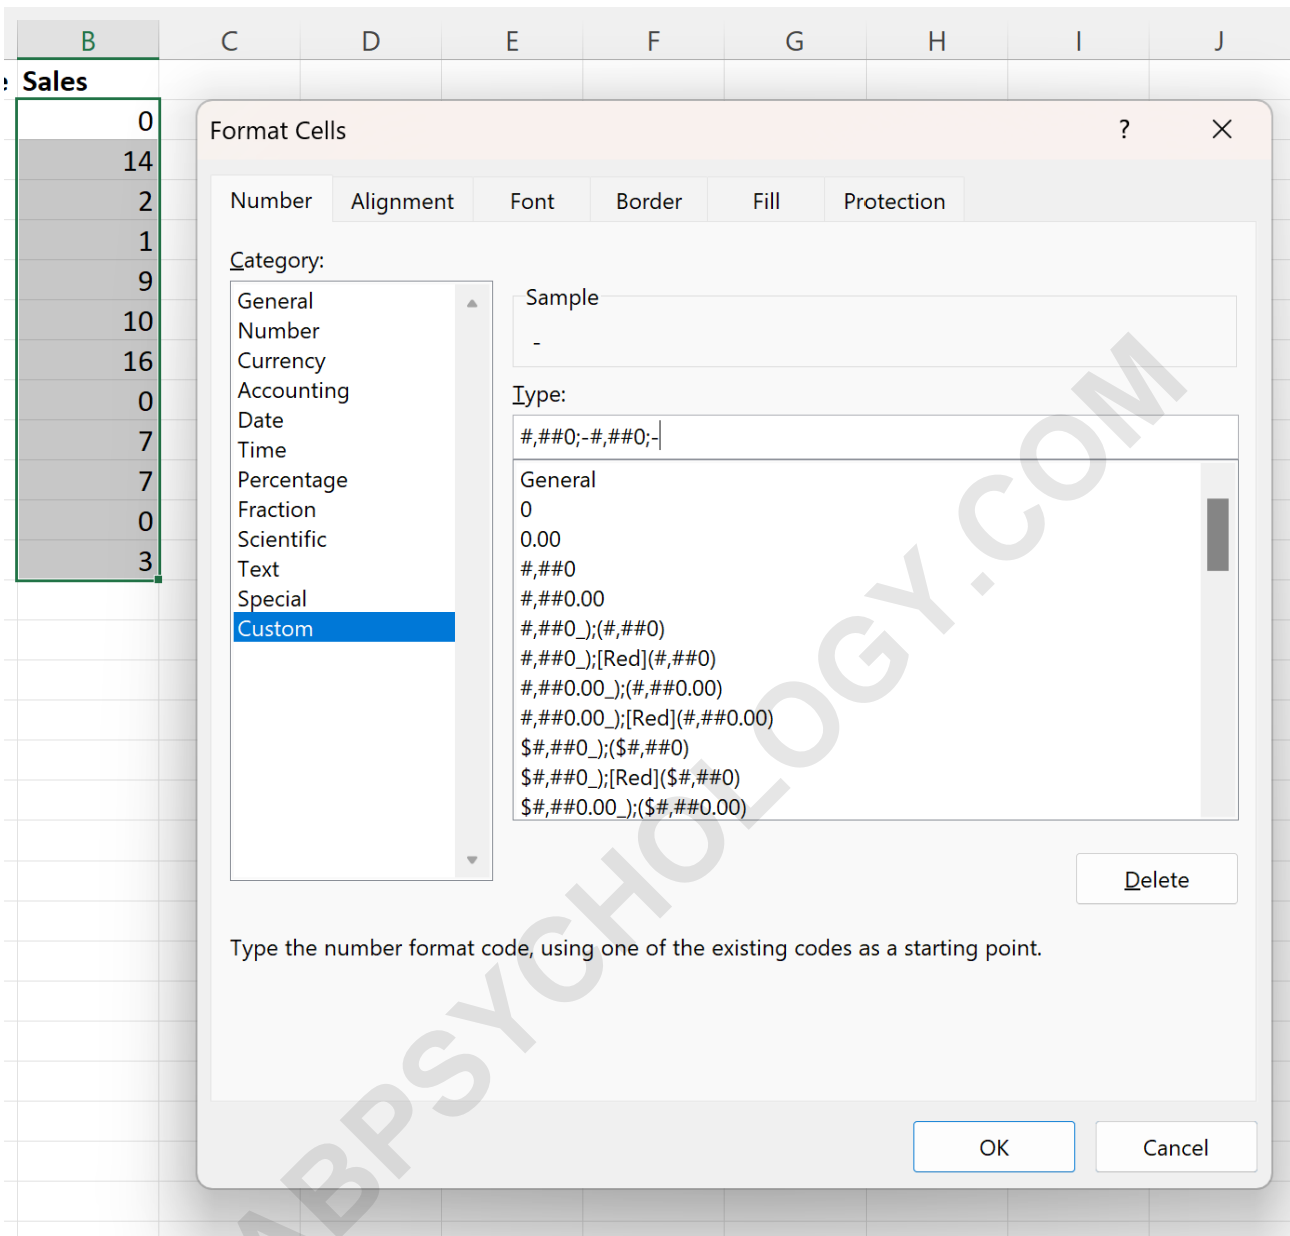 B C D E F G H I J
Sales
0
14
2
1
9
10
16
0
7
7
0
3
Format Cells ? ×
Number Alignment Font Border Fill Protection
Category:
General
Number
Currency
Accounting
Date
Time
Percentage
Fraction
Scientific
Text
Special
Custom
Sample
-
Type:
#,##0;-#,##0;-
General
0
0.00
#,##0
#,##0.00
#,##0_);(#,##0)
#,##0_);[Red](#,##0)
#,##0.00_);(#,##0.00)
#,##0.00_);[Red](#,##0.00)
$#,##0_);($#,##0)
$#,##0_);[Red]($#,##0)
$#,##0.00_);($#,##0.00)
Delete
Type the number format code, using one of the existing codes as a starting point.
OK Cancel
ABPSYCHOLOGY.COM